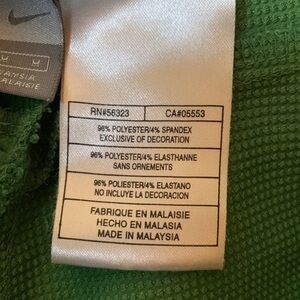 M M
ALAISIE
RN#56323 CA#05553
96% POLYESTER/4% SPANDEX
EXCLUSIVE OF DECORATION
96% POLYESTER/4% ELASTHANNE
SANS ORNEMENTS
96% POLIESTER/4% ELASTANO
NO INCLUYE LA DECORACION
FABRIQUE EN MALAISIE
HECHO EN MALASIA
MADE IN MALAYSIA